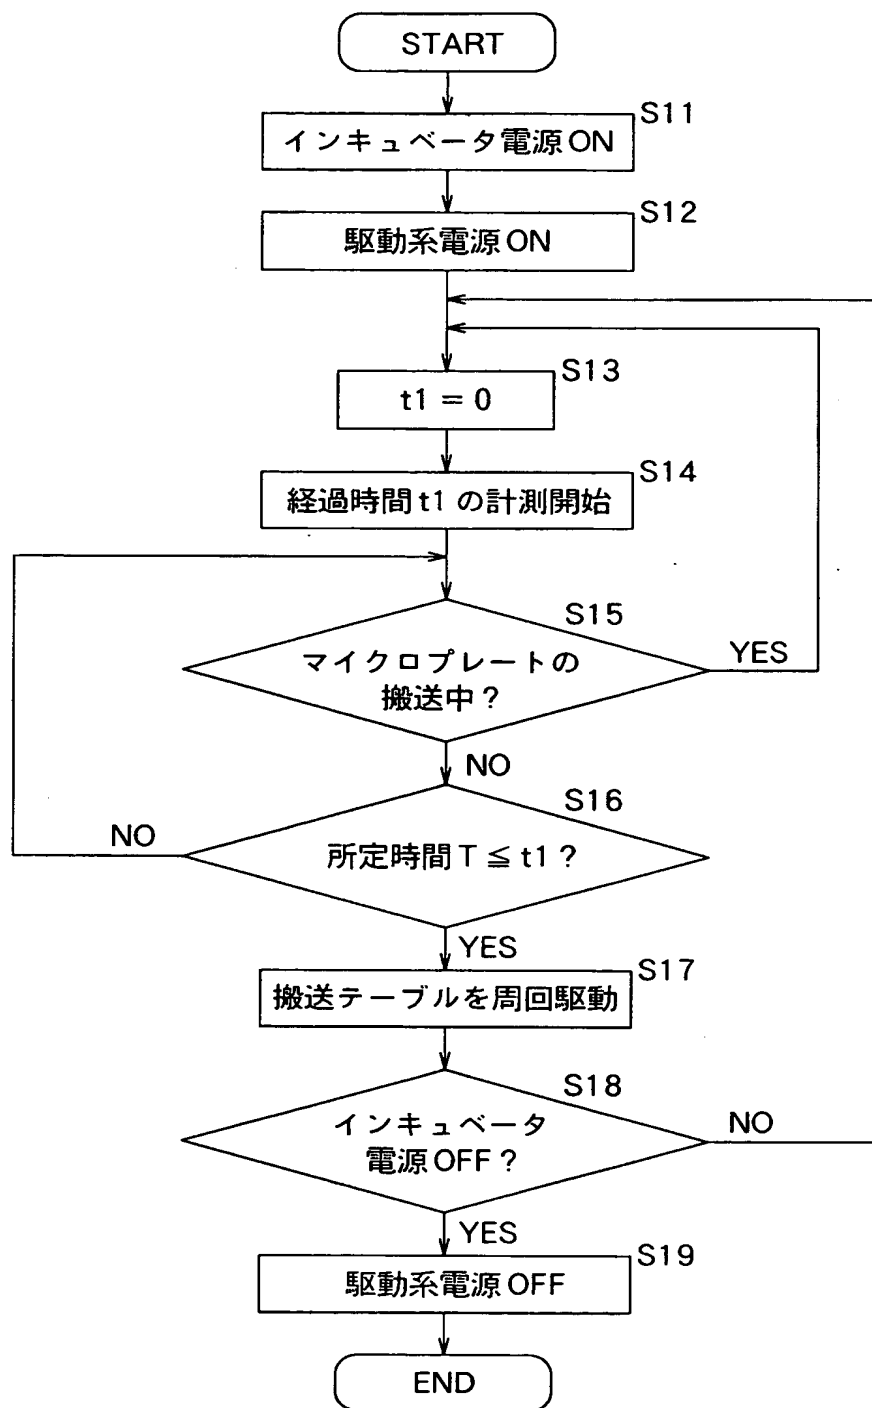 START
S11
インキュベータ電源ON
S12
駆動系電源ON
S13
t1 = 0
S14
経過時間t1の計測開始
S15
マイクロプレートの
搬送中?
YES
NO
S16
所定時間T≦t1?
NO
YES
S17
搬送テーブルを周回駆動
S18
インキュベータ
電源OFF?
NO
YES
S19
駆動系電源OFF
END